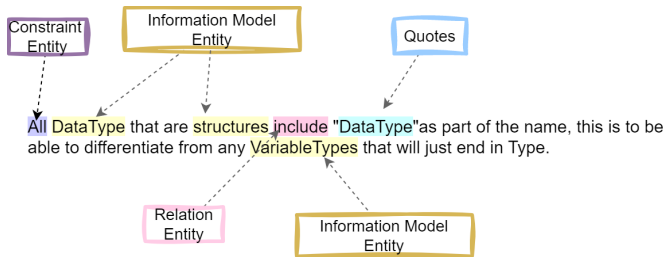 Constraint
Entity
Information Model
Entity
Quotes
All DataType that are structures include "DataType"as part of the name, this is to be
able to differentiate from any VariableTypes that will just end in Type.
Relation
Entity
Information Model
Entity